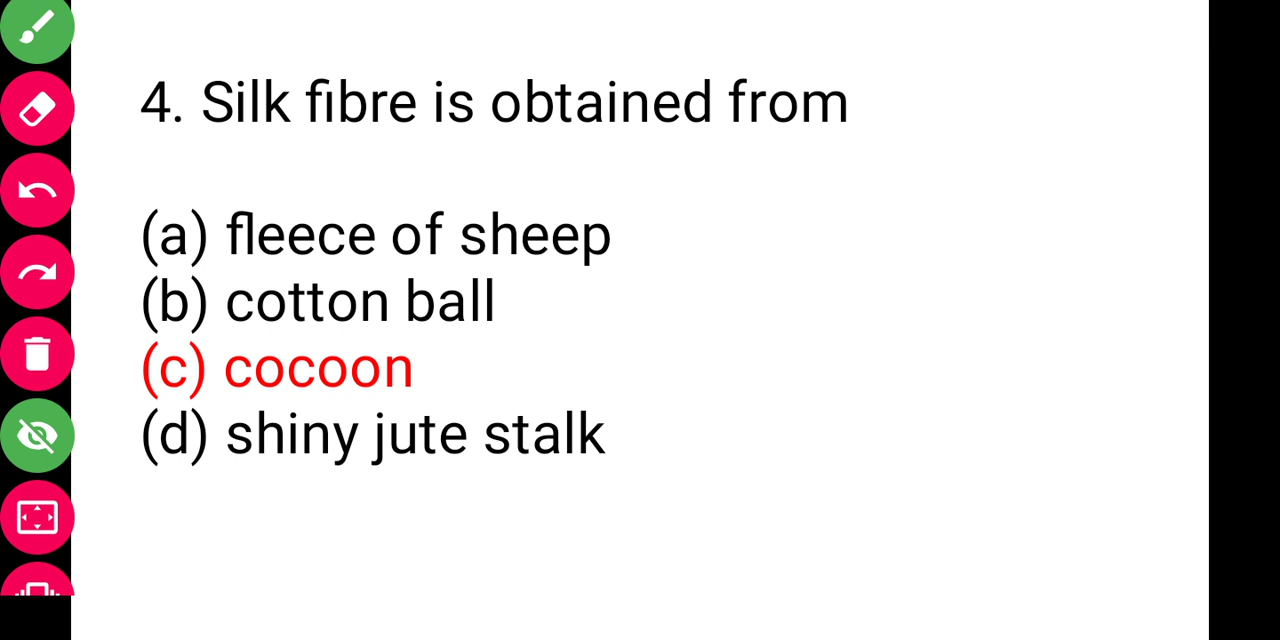 4. Silk fibre is obtained from
(a) fleece of sheep
(b) cotton ball
(c) cocoon
(d) shiny jute stalk